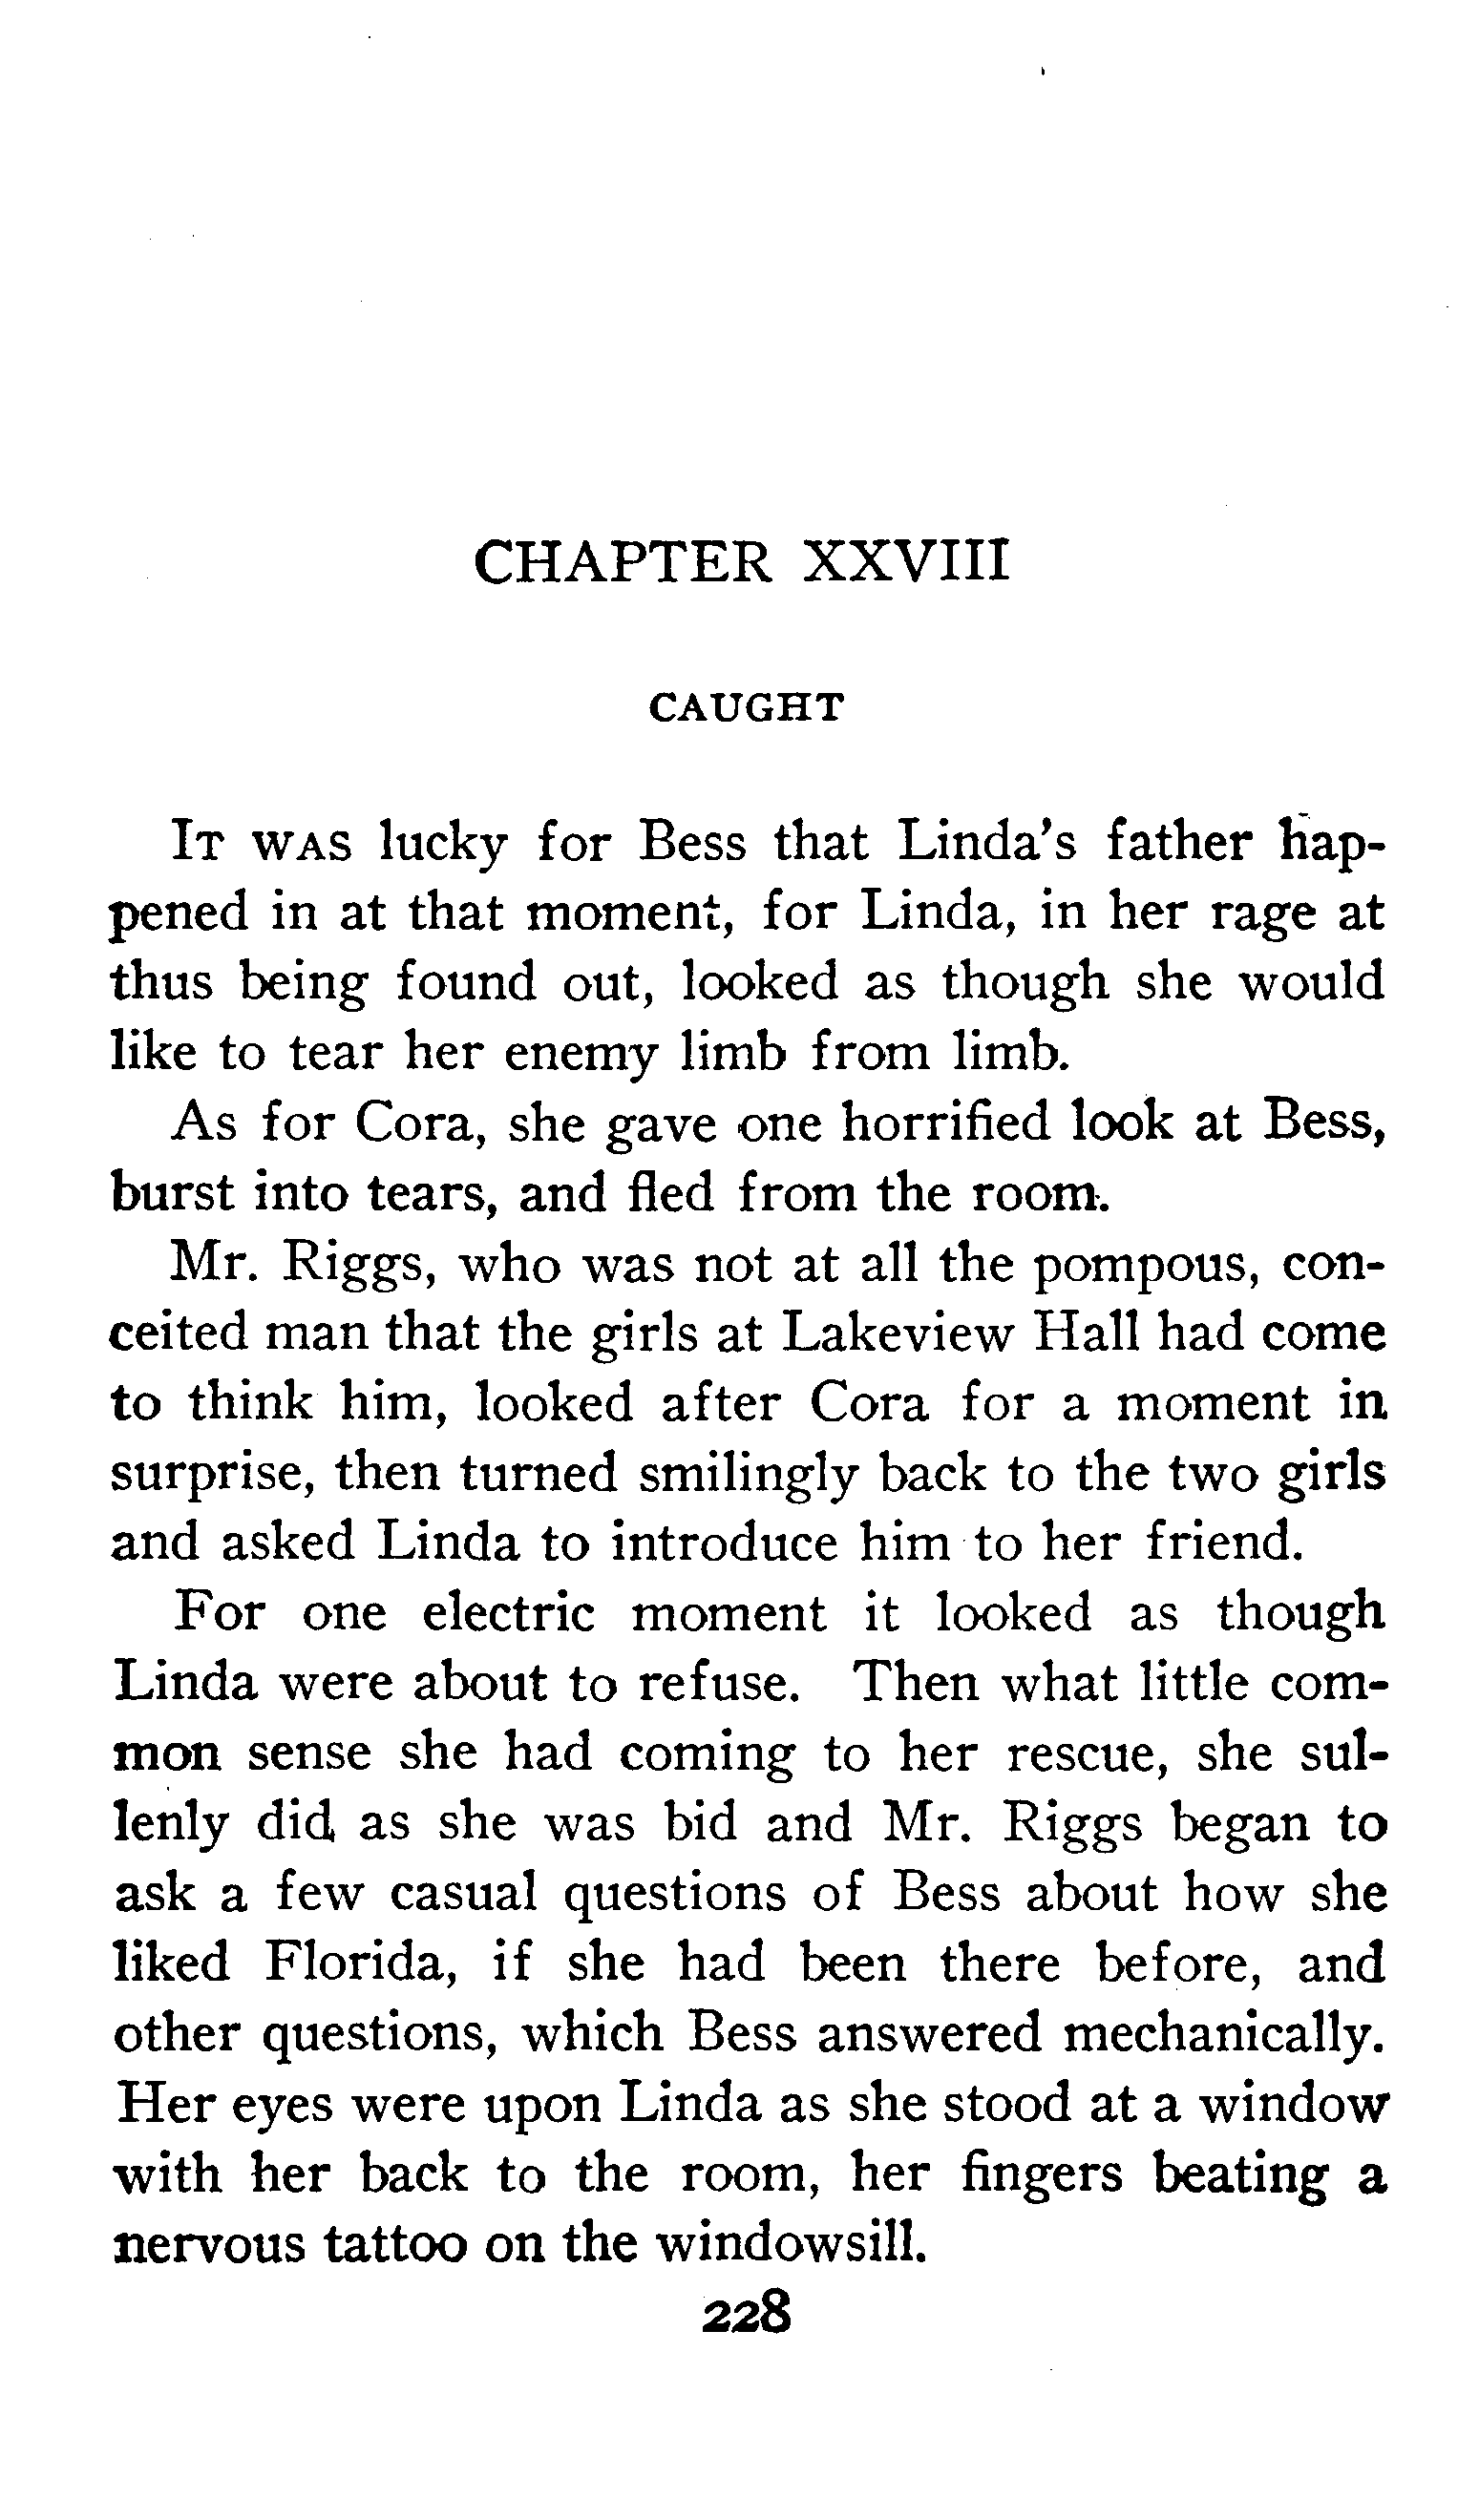 CHAPTER XXVIII
CAUGHT
IT WAS lucky for Bess that Linda's father hap-
pened in at that moment, for Linda, in her rage at
thus being found out, looked as though she would
like to tear her enemy limb from limb.
As for Cora, she gave one horrified look at Bess,
burst into tears, and fled from the room.
Mr. Riggs, who was not at all the pompous, con-
ceited man that the girls at Lakeview Hall had come
to think him, looked after Cora for a moment in
surprise, then turned smilingly back to the two girls
and asked Linda to introduce him to her friend.
For one electric moment it looked as though
Linda were about to refuse. Then what little com-
mon sense she had coming to her rescue, she sul-
lenly did as she was bid and Mr. Riggs began to
ask a few casual questions of Bess about how she
liked Florida, if she had been there before, and
other questions, which Bess answered mechanically.
Her eyes were upon Linda as she stood at a window
with her back to the room, her fingers beating a
nervous tattoo on the windowsill.
228